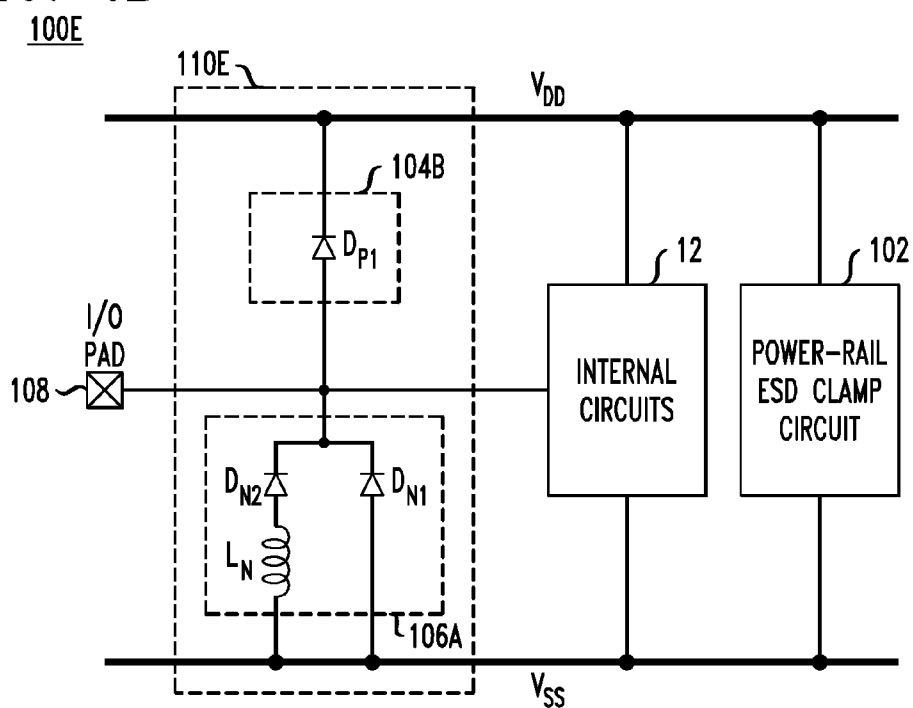 100E
110E
V_DD
104B
D_P1
12
102
I/O
PAD
108
INTERNAL
CIRCUITS
POWER-RAIL
ESD CLAMP
CIRCUIT
D_N2
D_N1
L_N
106A
V_SS